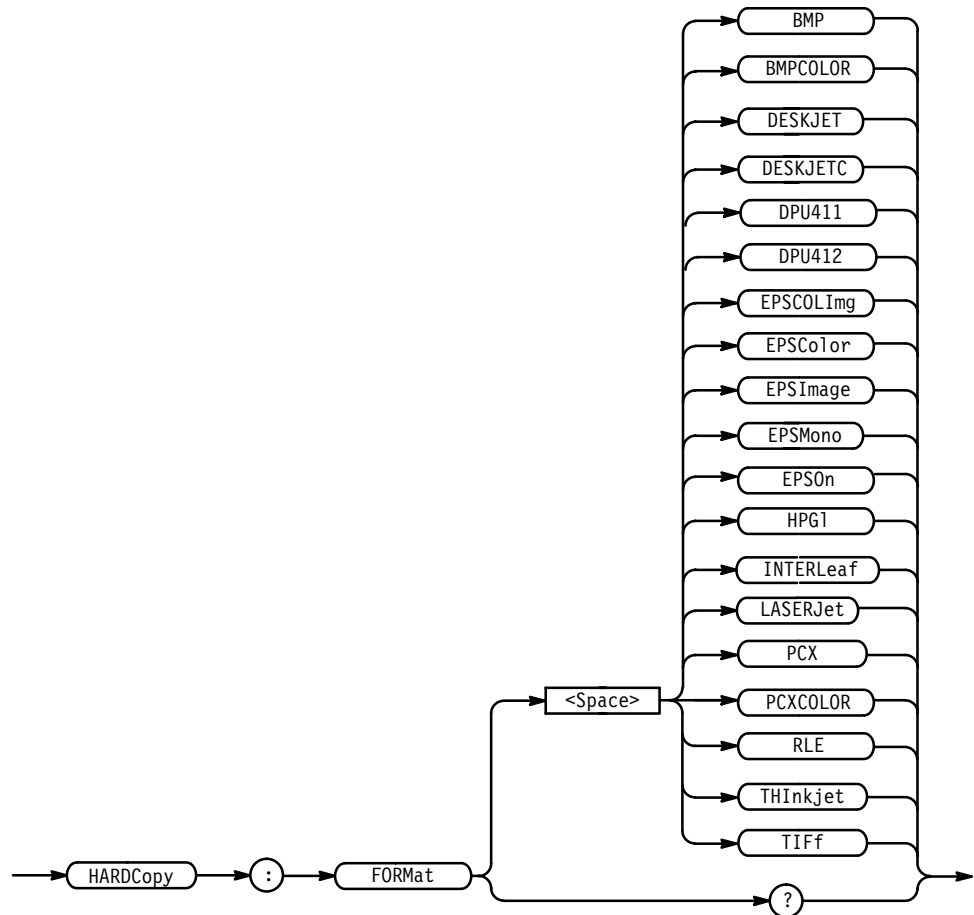 BMP
BMPCOLOR
DESKJET
DESKJETC
DPU411
DPU412
EPSCOLImg
EPSColor
EPSImage
EPSMono
EPSOn
HPGl
INTERLeaf
LASERJet
PCX
<Space>
PCXCOLOR
RLE
THInkjet
TIFf
HARDCopy : FORMat
?